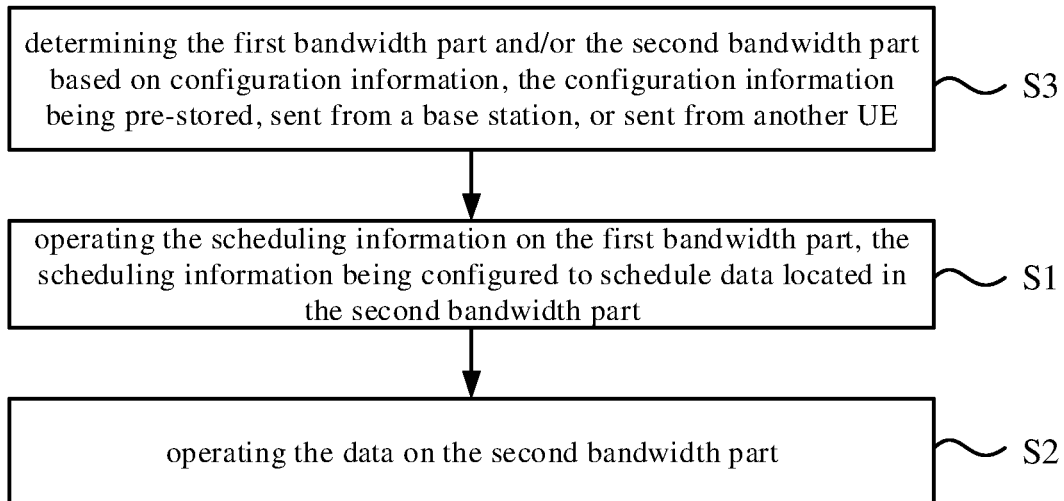 determining the first bandwidth part and/or the second bandwidth part
based on configuration information, the configuration information
being pre-stored, sent from a base station, or sent from another UE
S3
operating the scheduling information on the first bandwidth part, the
scheduling information being configured to schedule data located in
the second bandwidth part
S1
operating the data on the second bandwidth part
S2